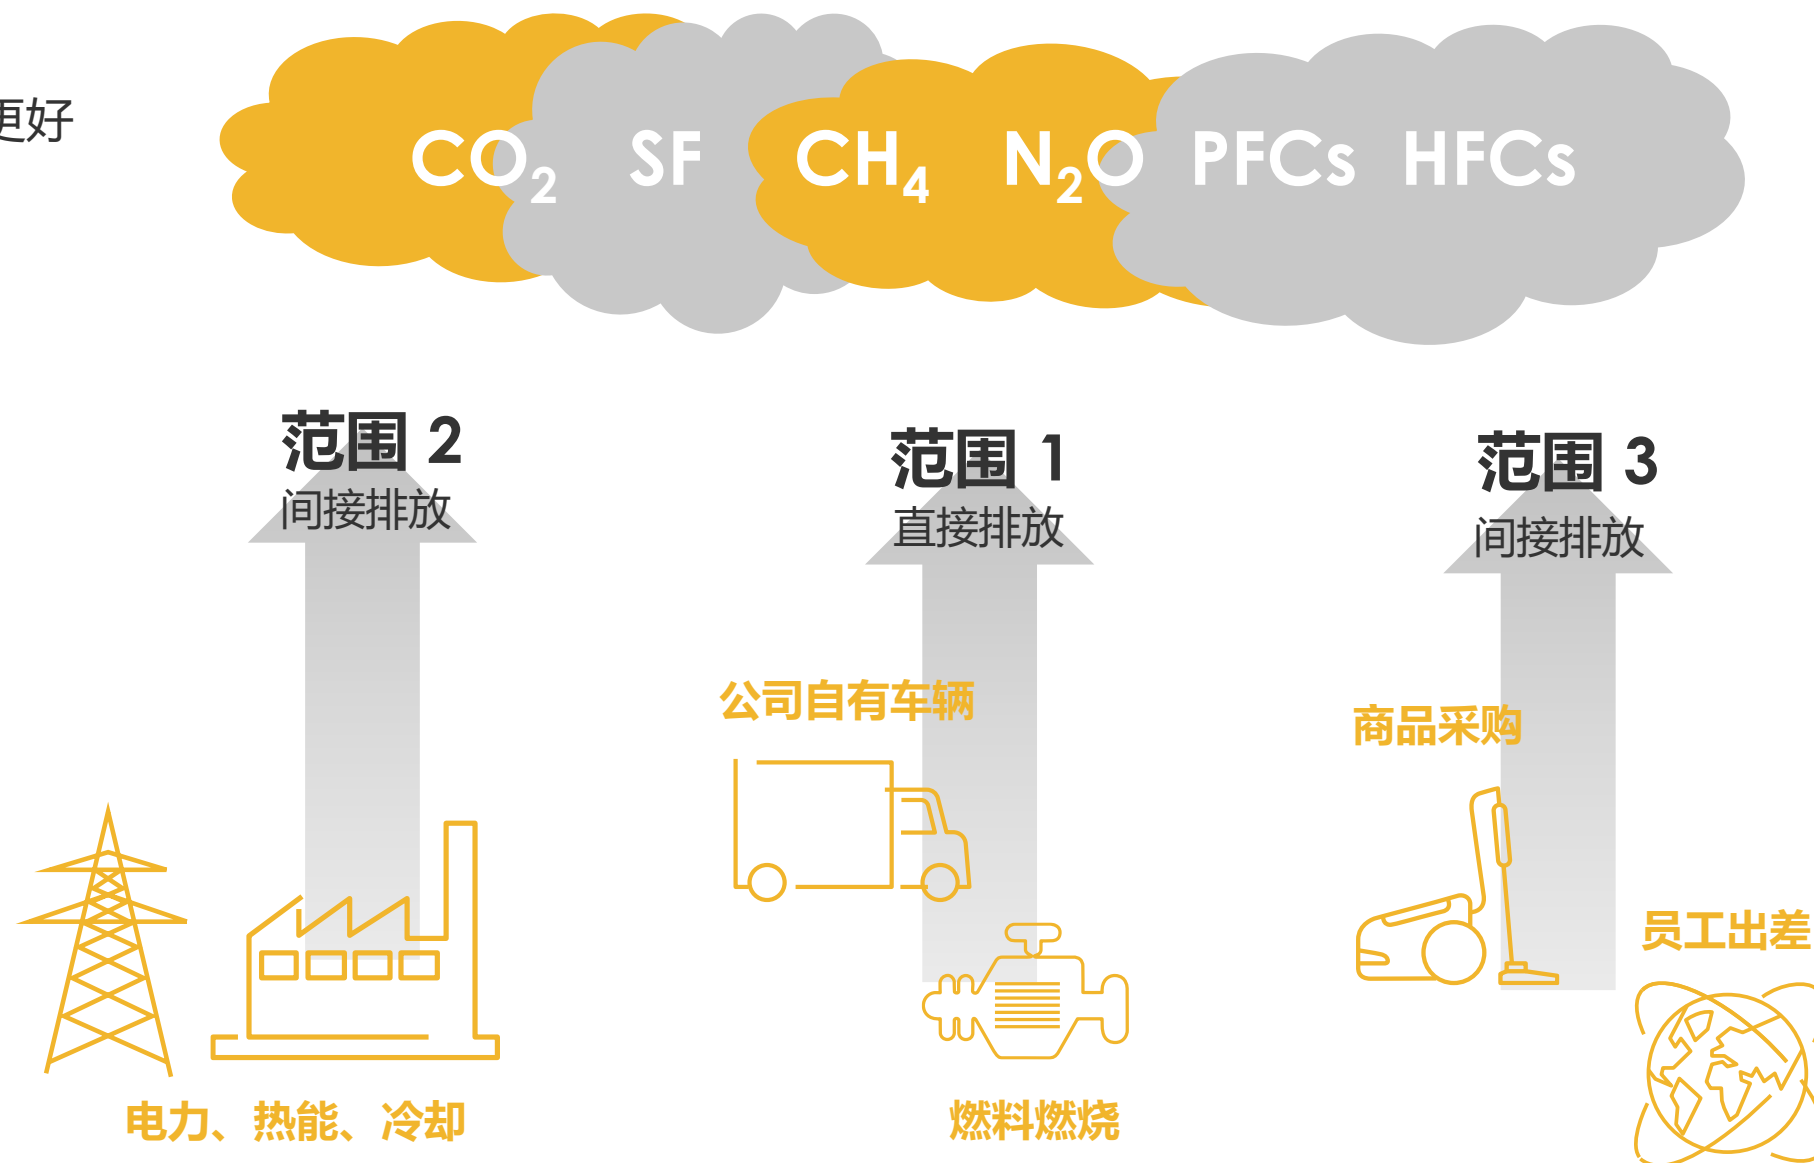 更好
CO₂ SF CH₄ N₂O PFCs HFCs
范围 2
间接排放
范围 1
直接排放
范围 3
间接排放
公司自有车辆
商品采购
员工出差
电力、热能、冷却
燃料燃烧